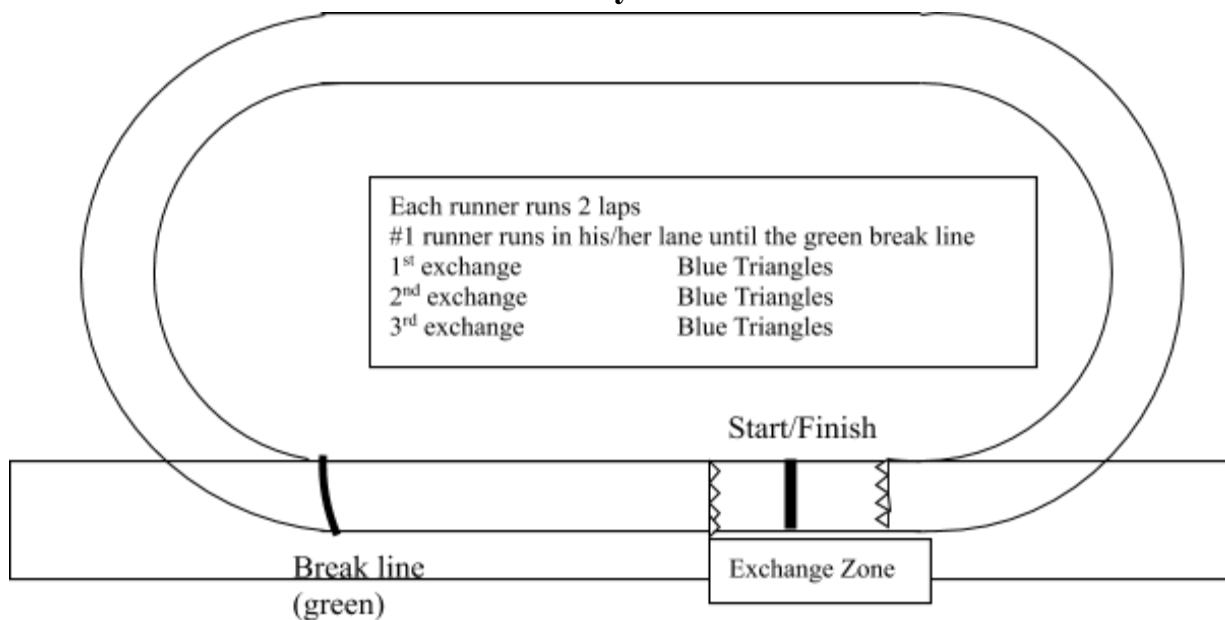 Each runner runs 2 laps
#1 runner runs in his/her lane until the green break line
1st exchange Blue Triangles
2nd exchange Blue Triangles
3rd exchange Blue Triangles
Start/Finish
Exchange Zone
Break line
(green)